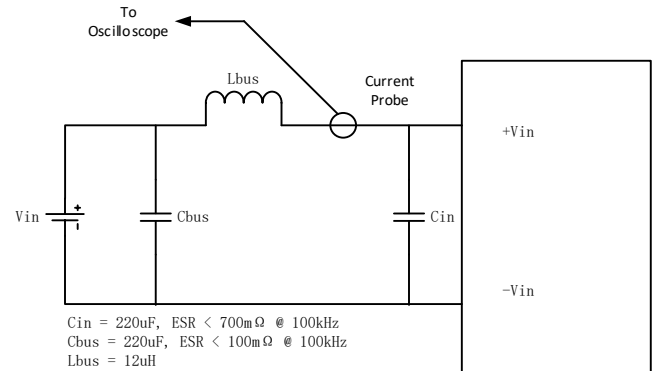 To
Oscilloscope
Lbus
Current
Probe
+Vin
Vin
+
-
Cbus
Cin
-Vin
Cin = 220uF, ESR < 700mΩ @ 100kHz
Cbus = 220uF, ESR < 100mΩ @ 100kHz
Lbus = 12uH